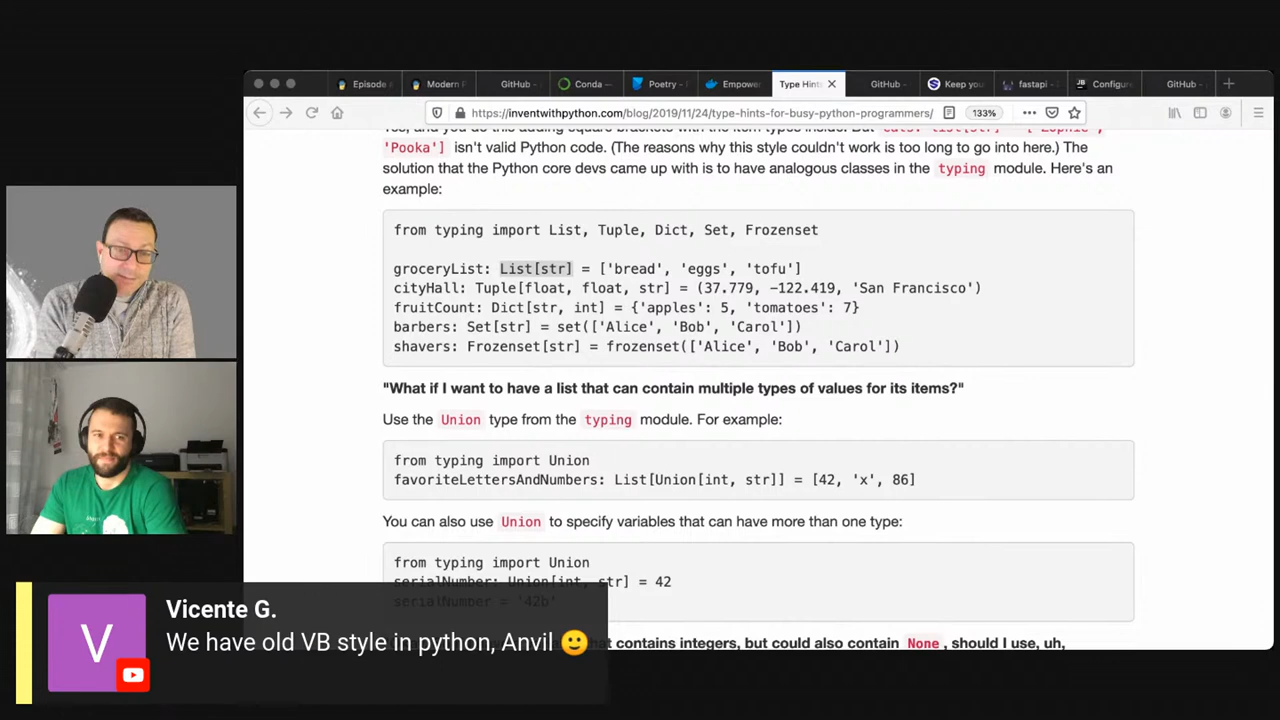 Episode
Modern
GitHub -
Conda —
Poetry -
Empower
Type Hints
GitHub -
Keep you
fastapi -
Configure
GitHub -
https://inventwithpython.com/blog/2019/11/24/type-hints-for-busy-python-programmers/
133%
'Pooka'] isn't valid Python code. (The reasons why this style couldn't work is too long to go into here.) The
solution that the Python core devs came up with is to have analogous classes in the typing module. Here's an
example:
from typing import List, Tuple, Dict, Set, Frozenset
groceryList: List[str] = ['bread', 'eggs', 'tofu']
cityHall: Tuple[float, float, str] = (37.779, -122.419, 'San Francisco')
fruitCount: Dict[str, int] = {'apples': 5, 'tomatoes': 7}
barbers: Set[str] = set(['Alice', 'Bob', 'Carol'])
shavers: Frozenset[str] = frozenset(['Alice', 'Bob', 'Carol'])
"What if I want to have a list that can contain multiple types of values for its items?"
Use the Union type from the typing module. For example:
from typing import Union
favoriteLettersAndNumbers: List[Union[int, str]] = [42, 'x', 86]
You can also use Union to specify variables that can have more than one type:
from typing import Union
serialNumber: Union[int, str] = 42
serialNumber = '42b'
that contains integers, but could also contain None, should I use, uh,
V
Vicente G.
We have old VB style in python, Anvil 🙂